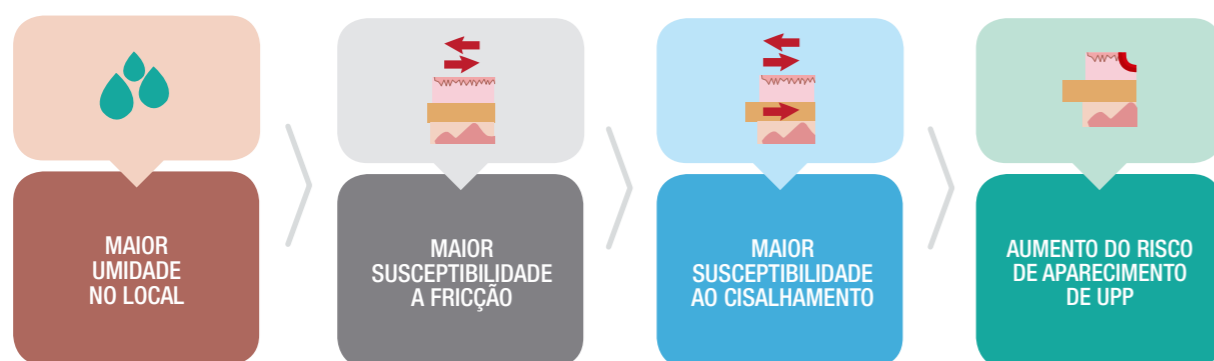 MAIOR
UMIDADE
NO LOCAL
MAIOR
SUSCEPTIBILIDADE
A FRICÇÃO
MAIOR
SUSCEPTIBILIDADE
AO CISALHAMENTO
AUMENTO DO RISCO
DE APARECIMENTO
DE UPP